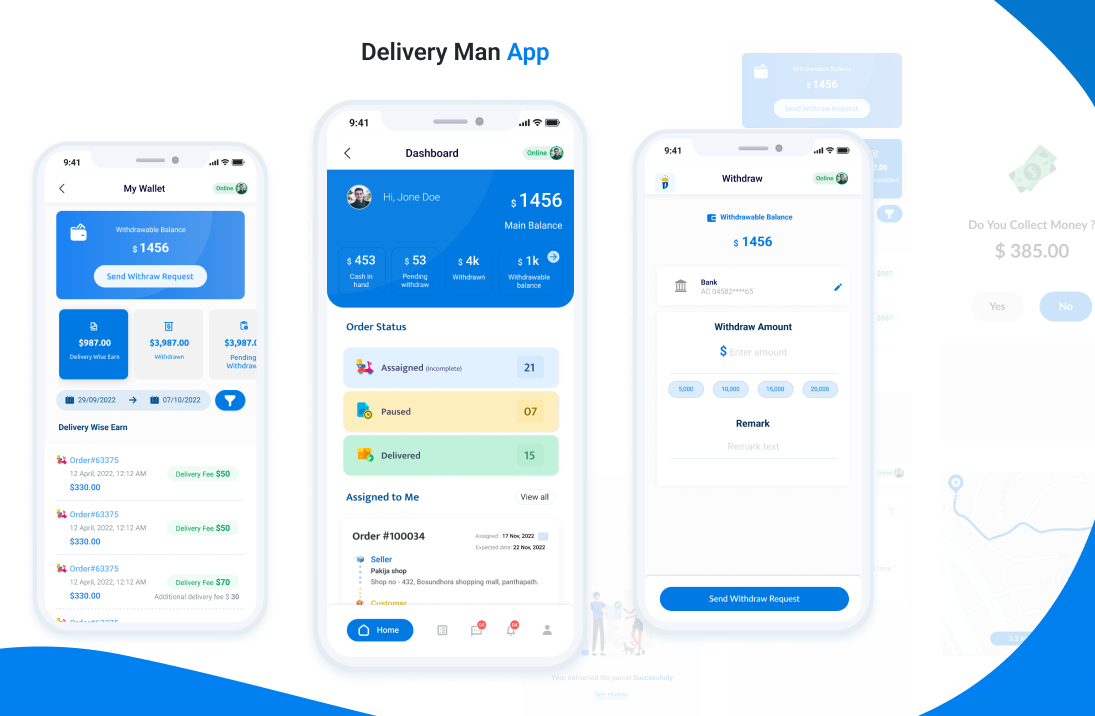 Delivery Man App
9:41
My Wallet
Online
Withdrawable Balance
$ 1456
Send Withraw Request
$987.00
Delivery Wise Earn
$3,987.00
Withdrawn
$3,987.0
Pending
Withdraw
29/09/2022
07/10/2022
Delivery Wise Earn
Order#63375
12 April, 2022, 12:12 AM
Delivery Fee $50
$330.00
Order#63375
12 April, 2022, 12:12 AM
Delivery Fee $50
$330.00
Order#63375
12 April, 2022, 12:12 AM
Delivery Fee $70
$330.00
Additional delivery fee $ 30
Order#63375
9:41
Dashboard
Online
Hi, Jone Doe
$ 1456
Main Balance
$ 453
Cash in
hand
$ 53
Pending
withdraw
$ 4k
Withdrawn
$ 1k
Withdrawable
balance
Order Status
Assaigned (Incomplete)
21
Paused
07
Delivered
15
Assigned to Me
View all
Order #100034
Assigned : 17 Nov, 2022
Expected date: 22 Nov, 2022
Seller
Pakija shop
Shop no - 432, Bosundhora shopping mall, panthapath.
Customer
Home
04
04
9:41
Withdraw
Online
Withdrawable Balance
$ 1456
Bank
AC 04582****65
Withdraw Amount
$ Enter amount
5,000
10,000
15,000
20,000
Remark
Remark text
Send Withdraw Request
Withdrawable Balance
$ 1456
Send Withraw Request
7.00
$987
$987
Online
Do You Collect Money ?
$ 385.00
Yes
No
Your delivered the parcel Successfully
See review